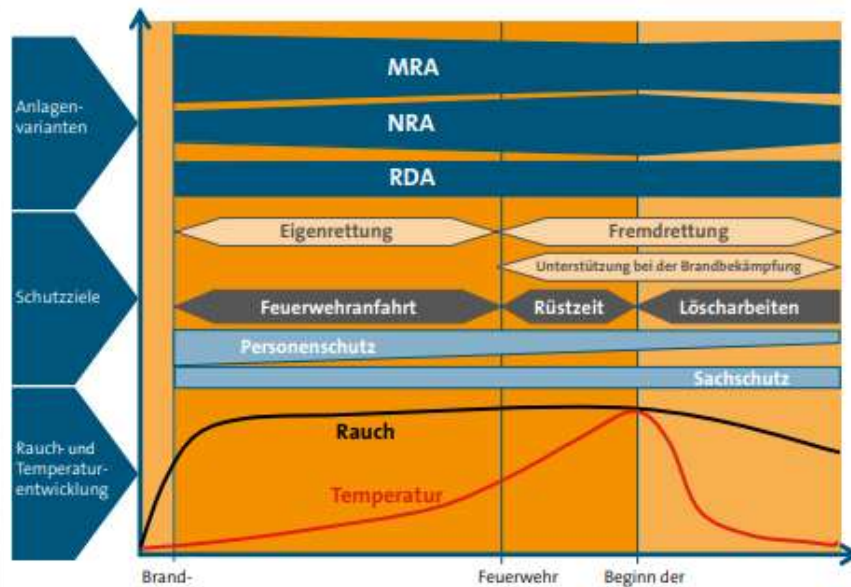 Anlagen-
varianten
MRA
NRA
RDA
Schutzziele
Eigenrettung
Fremdrettung
Unterstützung bei der Brandbekämpfung
Feuerwehranfahrt
Rüstzeit
Löscharbeiten
Personenschutz
Sachschutz
Rauch- und
Temperatur-
entwicklung
Rauch
Temperatur
Brand-
Feuerwehr
Beginn der